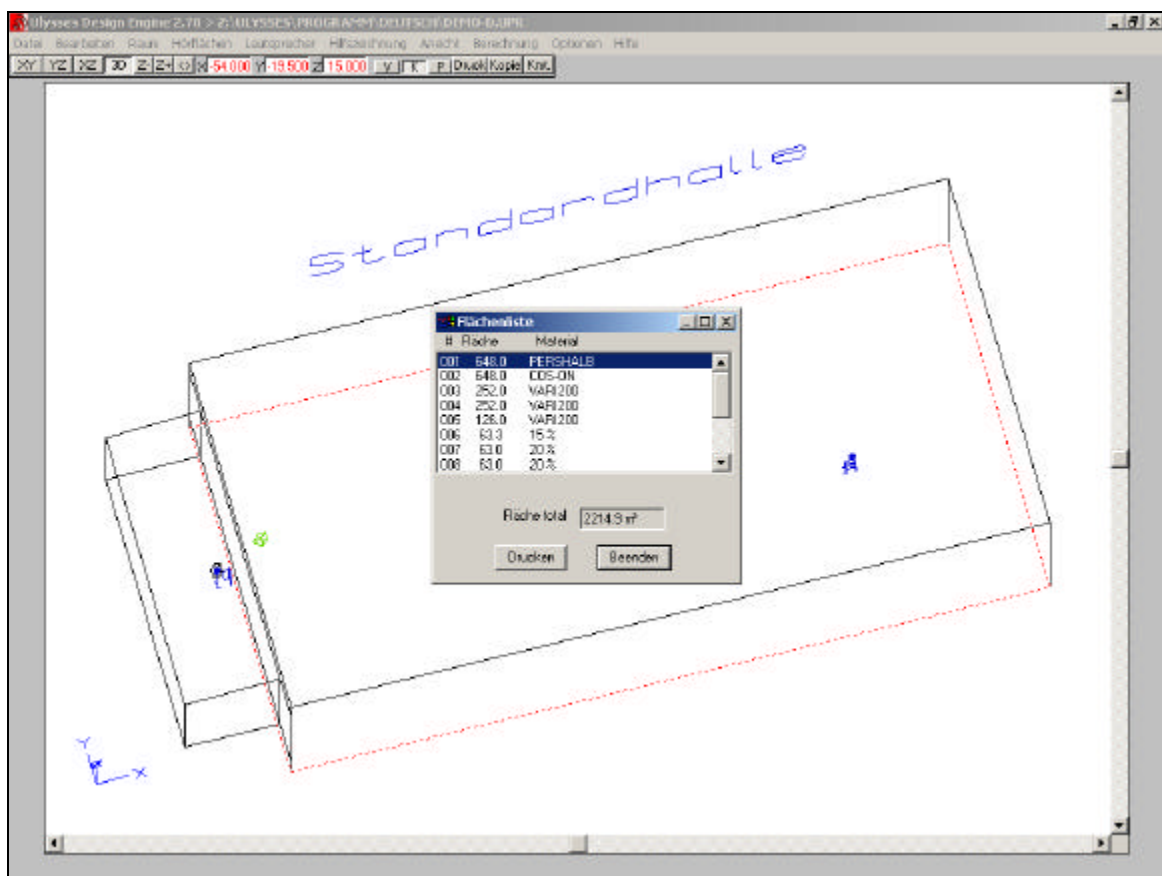 Ulysses Design Engine 2.70 > Z:\ULYSSES\PROGRAMM\DEUTSCH\DEMO-D.UPR
Datei Bearbeiten Raum Hörflächen Lautsprecher Hilfszeichnung Ansicht Berechnung Optionen Hilfe
XY YZ XZ 3D Z- Z+ <> X -54.000 Y -19.500 Z 15.000 V K P Druck Kopie Knt.
Standardhalle
Flächenliste
# Fläche Material
001 648.0 PERSHALB
002 648.0 CDS-ON
003 252.0 VARI200
004 252.0 VARI200
005 126.0 VARI200
006 63.3 15 %
007 63.0 20 %
008 63.0 20 %
Fläche total 2214.9 m²
Drucken Beenden
Y
X